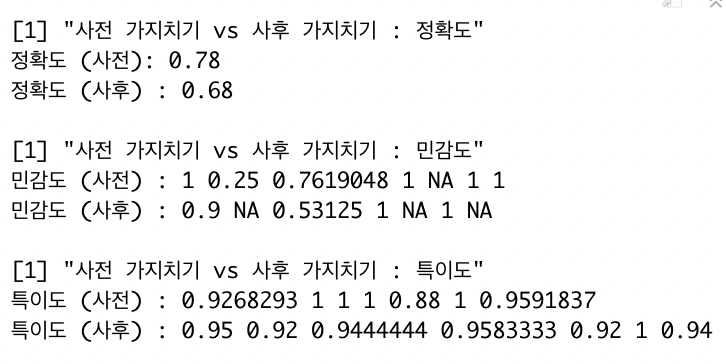 [1] "사전 가지치기 vs 사후 가지치기 : 정확도"
정확도 (사전): 0.78
정확도 (사후) : 0.68
[1] "사전 가지치기 vs 사후 가지치기 : 민감도"
민감도 (사전) : 1 0.25 0.7619048 1 NA 1 1
민감도 (사후) : 0.9 NA 0.53125 1 NA 1 NA
[1] "사전 가지치기 vs 사후 가지치기 : 특이도"
특이도 (사전) : 0.9268293 1 1 1 0.88 1 0.9591837
특이도 (사후) : 0.95 0.92 0.9444444 0.9583333 0.92 1 0.94